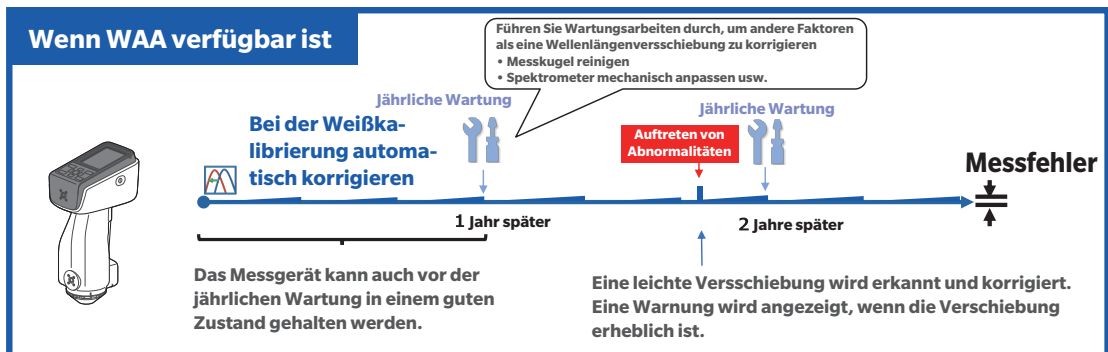 Wenn WAA verfügbar ist
Führen Sie Wartungsarbeiten durch, um andere Faktoren
als eine Wellenlängenversschiebung zu korrigieren
• Messkugel reinigen
• Spektrometer mechanisch anpassen usw.
Jährliche Wartung
Jährliche Wartung
Bei der Weißka-
librierung automa-
tisch korrigieren
Auftreten von
Abnormalitäten
Messfehler
1 Jahr später
2 Jahre später
Das Messgerät kann auch vor der
jährlichen Wartung in einem guten
Zustand gehalten werden.
Eine leichte Versschiebung wird erkannt und korrigiert.
Eine Warnung wird angezeigt, wenn die Verschiebung
erheblich ist.